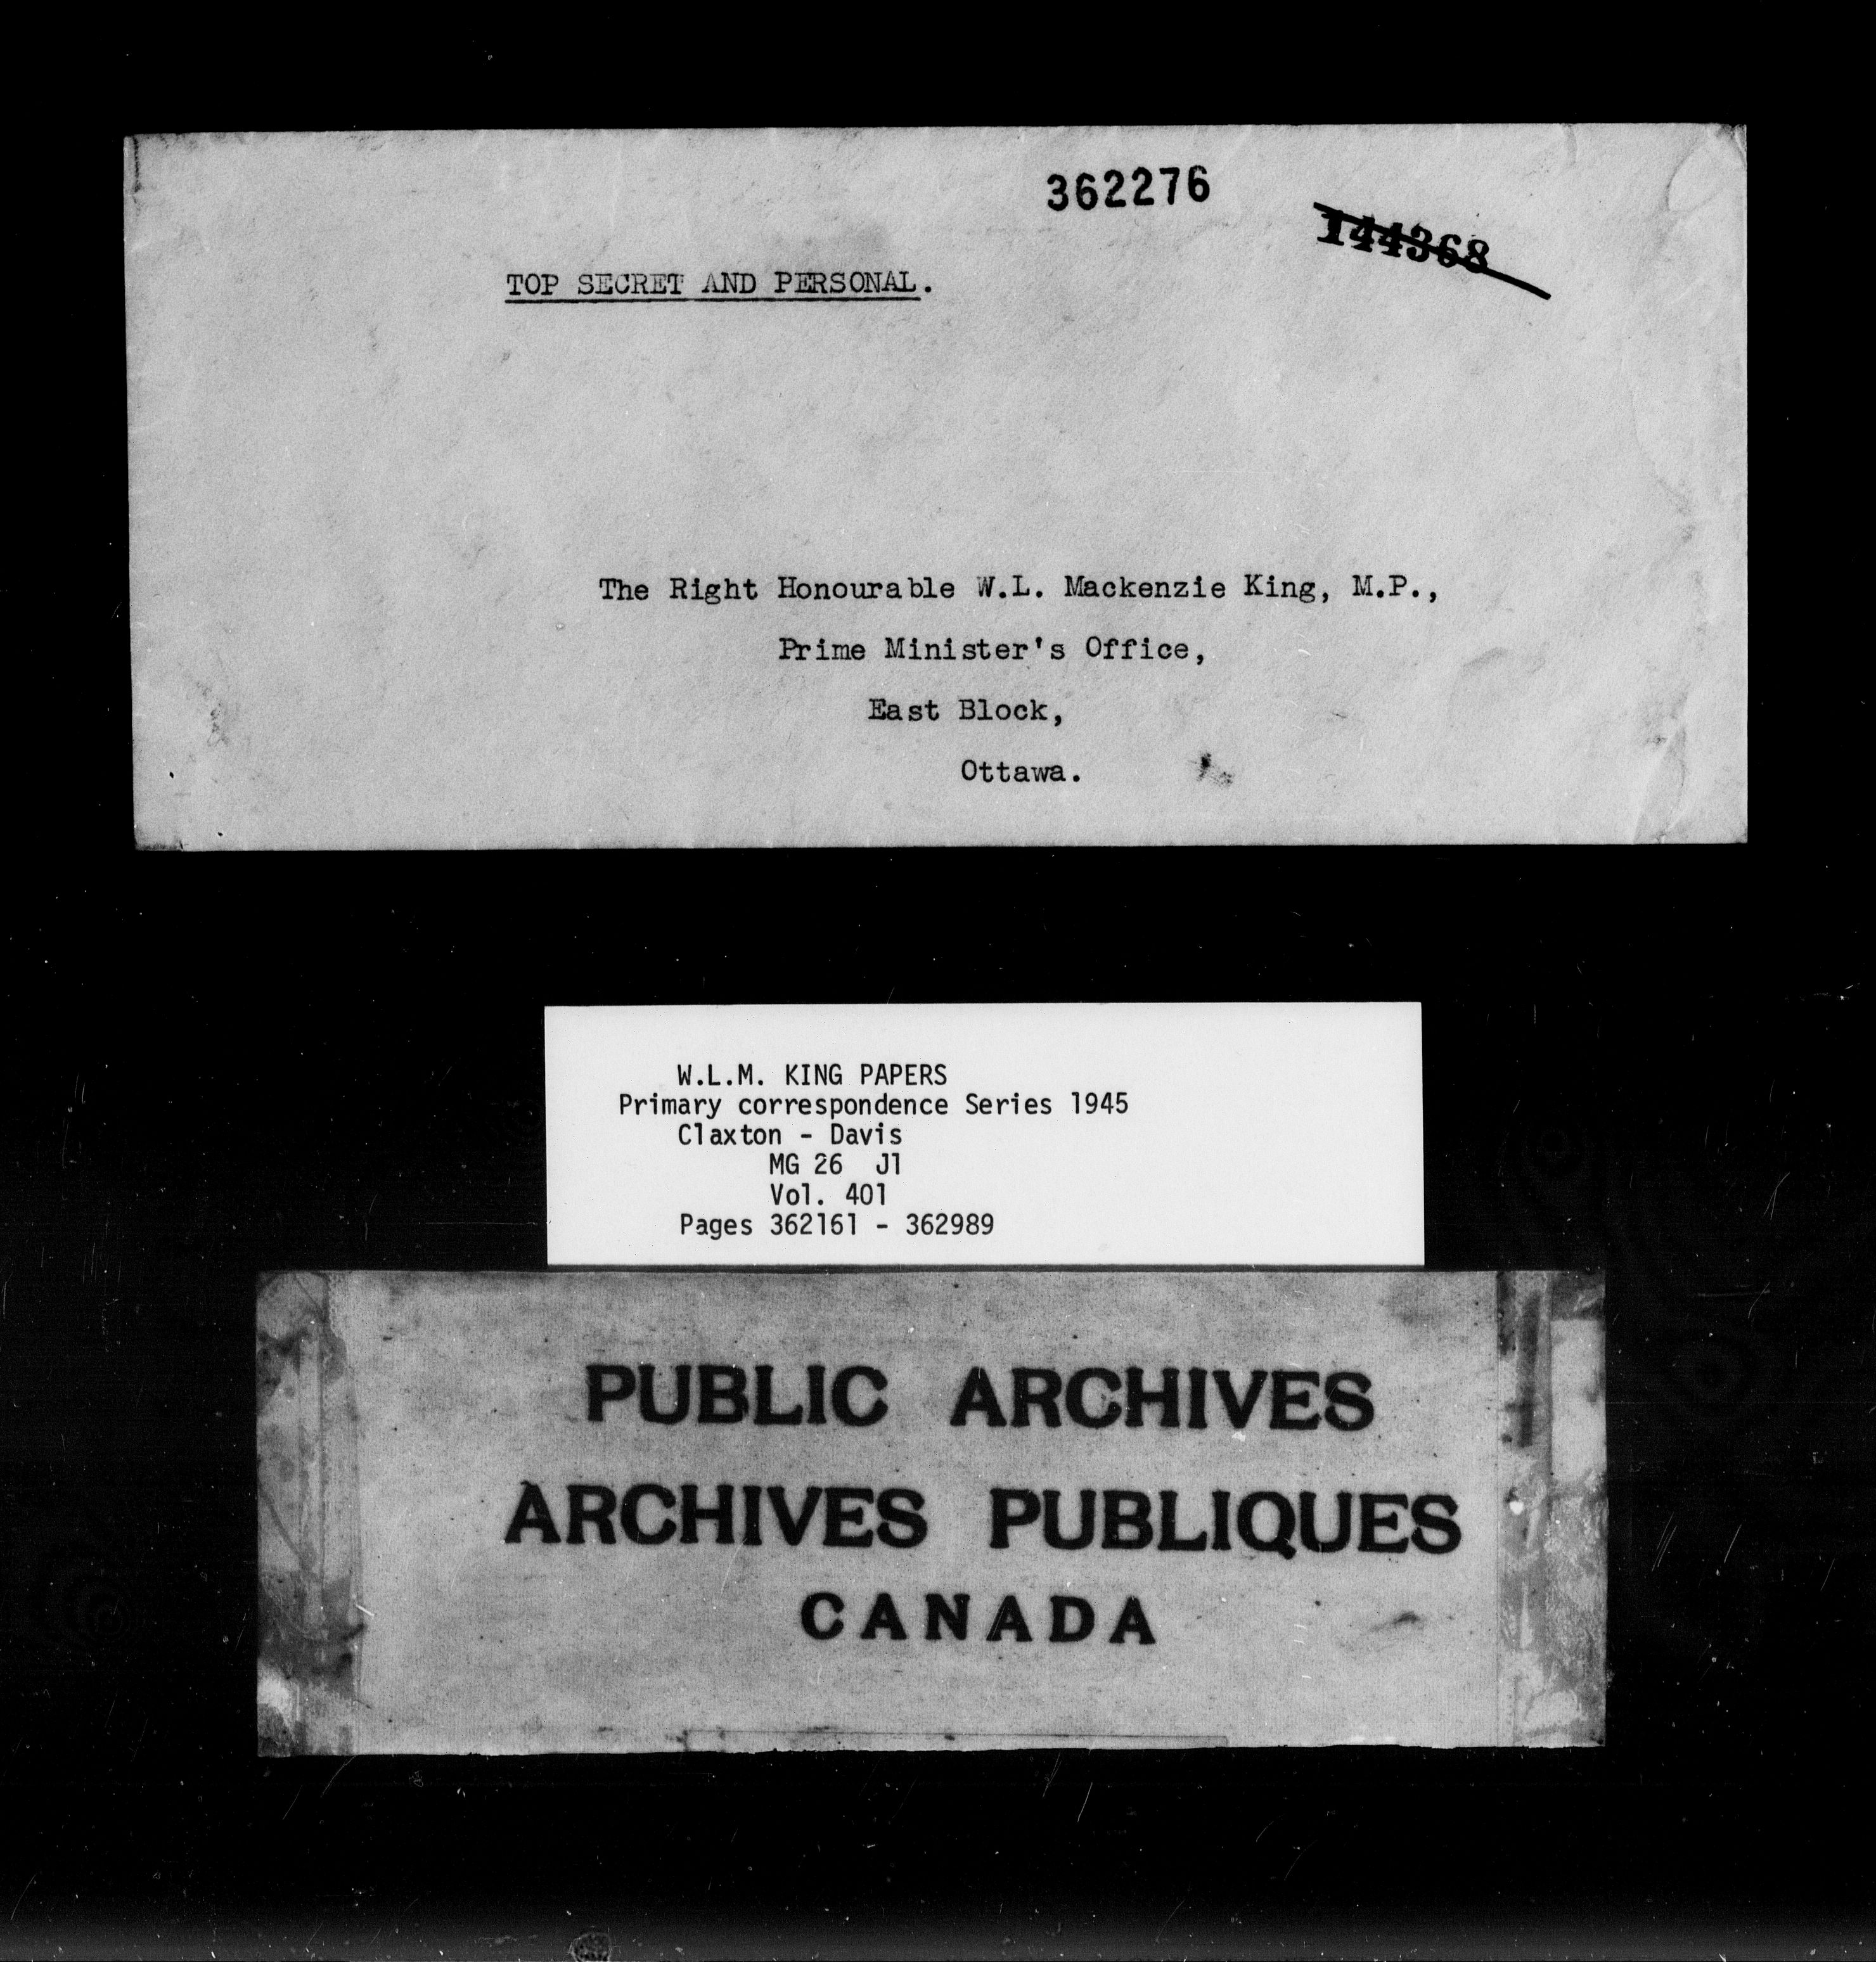 362276
144368
TOP SECRET AND PERSONAL.
The Right Honourable W.L. Mackenzie King, M.P.,
Prime Minister's Office,
East Block,
Ottawa.
W.L.M. KING PAPERS
Primary correspondence Series 1945
Claxton - Davis
MG 26 J1
Vol. 401
Pages 362161 - 362989
PUBLIC ARCHIVES
ARCHIVES PUBLIQUES
CANADA